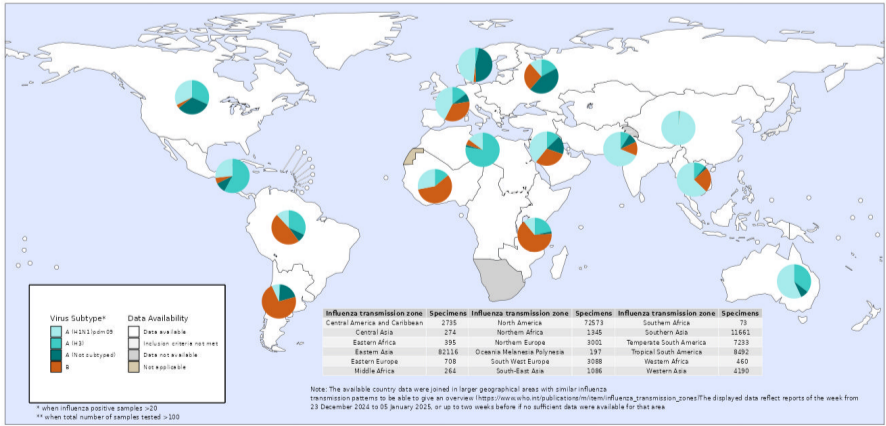 Virus Subtype*
A (H1N1)pdm09
A (H3)
A (Not subtyped)
B
Data Availability
Data available
Inclusion criteria not met
Data not available
Not applicable
* when influenza positive samples >20
** when total number of samples tested >100
Influenza transmission zone Specimens Influenza transmission zone Specimens Influenza transmission zone Specimens
Central America and Caribbean 2735 North America 72573 Southern Africa 73
Central Asia 274 Northern Africa 1345 Southern Asia 11661
Eastern Africa 395 Northern Europe 3001 Temperate South America 7233
Eastern Asia 82116 Oceania Melanesia Polynesia 197 Tropical South America 8492
Eastern Europe 708 South West Europe 3088 Western Africa 460
Middle Africa 264 South-East Asia 1086 Western Asia 4190
Note: The available country data were joined in larger geographical areas with similar influenza
transmission patterns to be able to give an overview (https://www.who.int/publications/m/item/influenza_transmission_zones)The displayed data reflect reports of the week from
23 December 2024 to 05 January 2025, or up to two weeks before if no sufficient data were available for that area